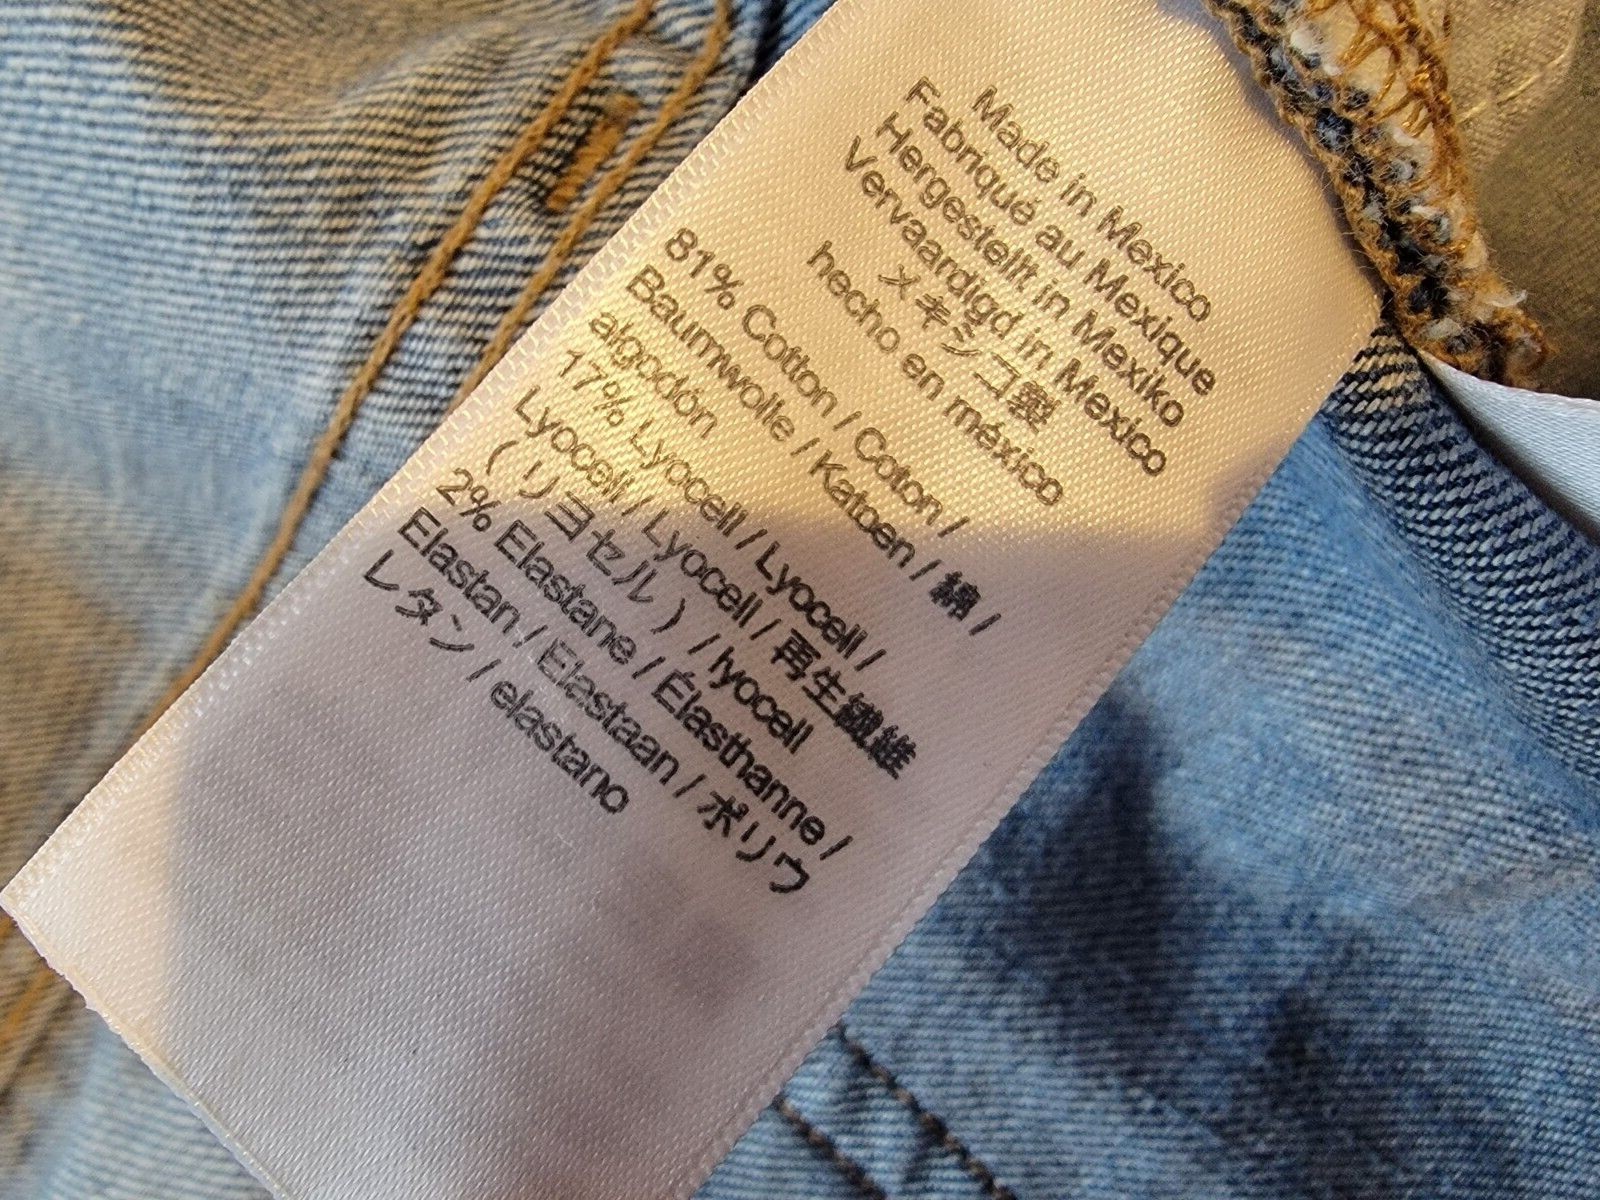 Made in Mexico
Fabriqué au Mexique
Hergestellt in Mexiko
Vervaardigd in Mexico
メキシコ製
hecho en méxico
81% Cotton / Coton /
Baumwolle / Katoen / 綿 /
algodón
17% Lyocell / Lyocell /
Lyocell / Lyocell / 再生繊維
（リヨセル） / lyocell
2% Elastane / Élasthanne /
Elastan / Elastaan / ポリウ
レタン / elastano